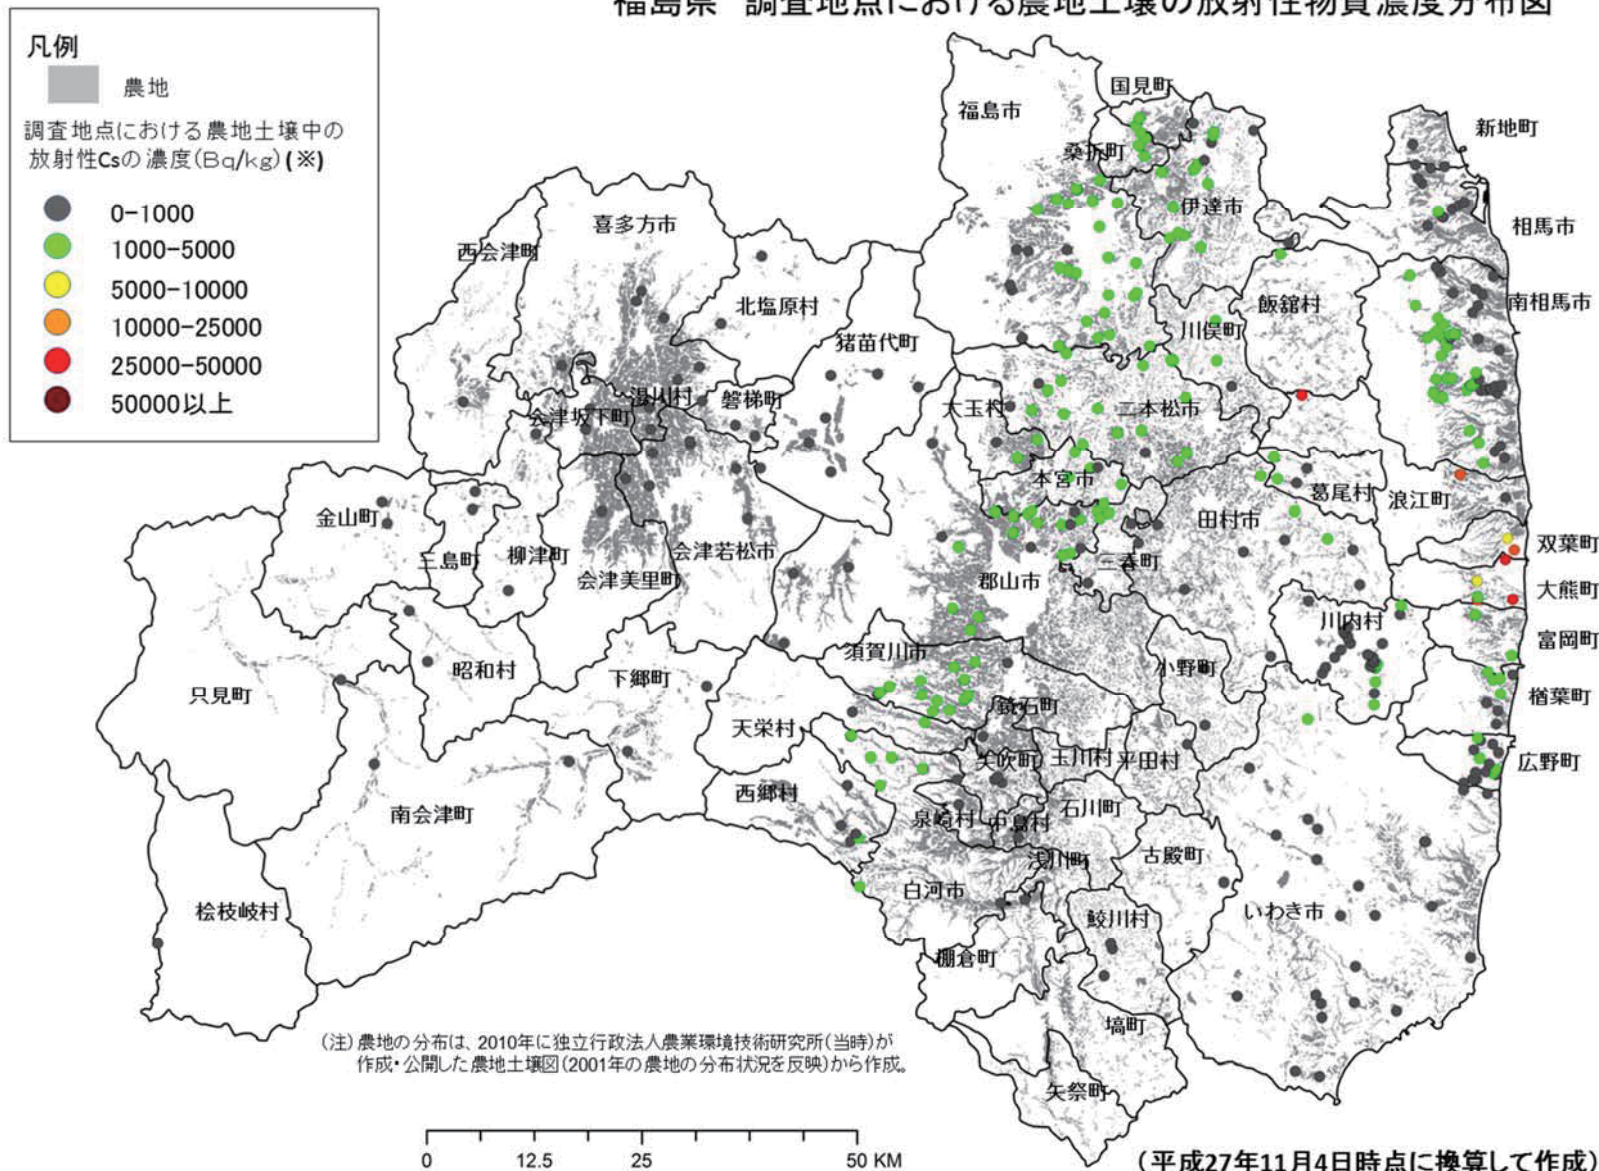 福島県 調査地点における農地土壌の放射性物質濃度分布図
凡例
農地
調査地点における農地土壌中の
放射性Csの濃度(Bq/kg)(※)
0-1000
1000-5000
5000-10000
10000-25000
25000-50000
50000以上
福島市
国見町
桑折町
新地町
伊達市
相馬市
喜多方市
西会津町
北塩原村
猪苗代町
飯舘村
南相馬市
川俣町
湯川村
磐梯町
会津坂下町
大玉村
二本松市
本宮市
葛尾村
浪江町
金山町
三島町
柳津町
会津美里町
会津若松市
田村市
双葉町
三春町
郡山市
大熊町
川内村
富岡町
須賀川市
小野町
昭和村
下郷町
只見町
楢葉町
鏡石町
天栄村
矢吹町
玉川村
平田村
広野町
西郷村
南会津町
泉崎村
中島村
石川町
浅川町
古殿町
白河市
いわき市
桧枝岐村
鮫川村
棚倉町
塙町
矢祭町
(注)農地の分布は、2010年に独立行政法人農業環境技術研究所(当時)が
作成・公開した農地土壌図(2001年の農地の分布状況を反映)から作成。
0 12.5 25 50 KM
(平成27年11月4日時点に換算して作成)